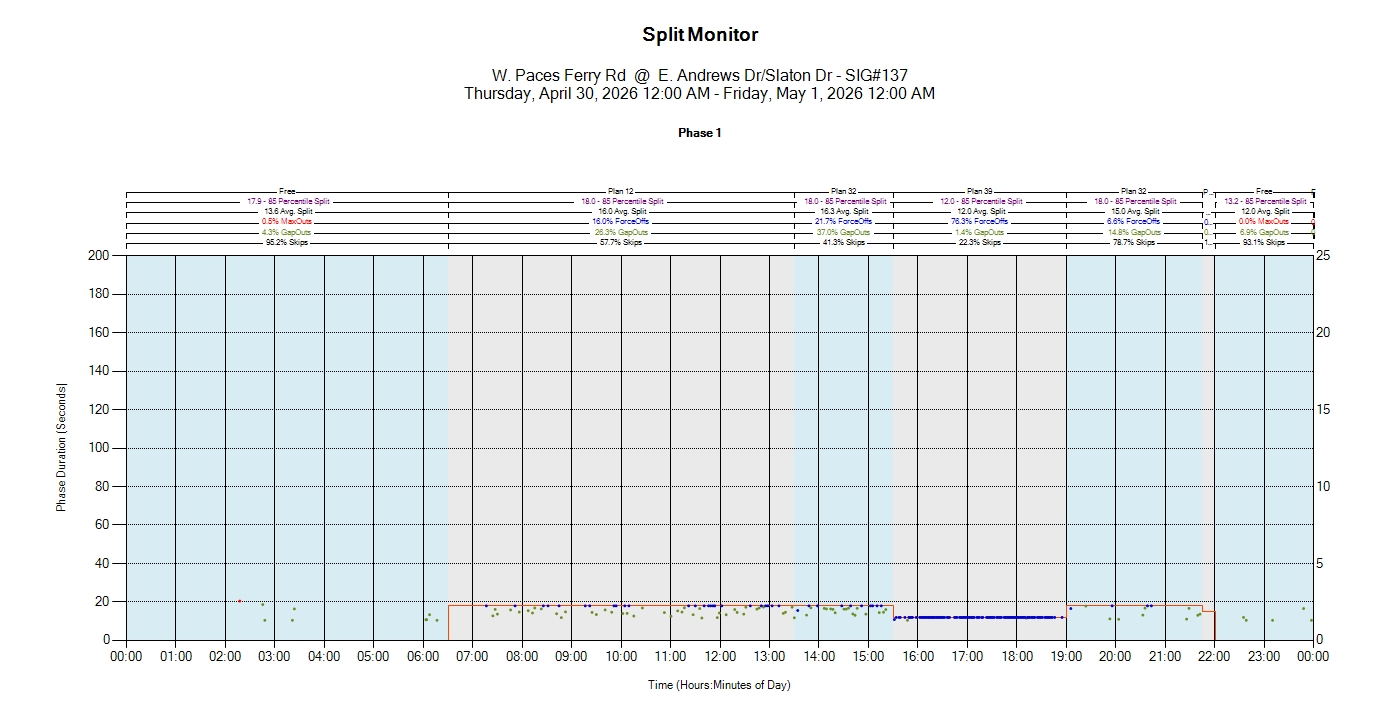 Split Monitor
W. Paces Ferry Rd @ E. Andrews Dr/Slaton Dr - SIG#137
Thursday, April 30, 2026 12:00 AM - Friday, May 1, 2026 12:00 AM
Phase 1
Free Plan 12 Plan 32 Plan 39 Plan 32 P... Free F
17.9 - 85 Percentile Split 18.0 - 85 Percentile Split 18.0 - 85 Percentile Split 12.0 - 85 Percentile Split 18.0 - 85 Percentile Split 13.2 - 85 Percentile Split
13.6 Avg. Split 16.0 Avg. Split 16.3 Avg. Split 12.0 Avg. Split 15.0 Avg. Split 12.0 Avg. Split
0.5% MaxOuts 16.0% ForceOffs 21.7% ForceOffs 76.3% ForceOffs 6.6% ForceOffs 0... 0.0% MaxOuts
4.3% GapOuts 26.3% GapOuts 37.0% GapOuts 1.4% GapOuts 14.8% GapOuts 0... 6.9% GapOuts
95.2% Skips 57.7% Skips 41.3% Skips 22.3% Skips 78.7% Skips 1... 93.1% Skips
200 25
180
160 20
140
120 15
100
80 10
60
40 5
20
0 0
00:00 01:00 02:00 03:00 04:00 05:00 06:00 07:00 08:00 09:00 10:00 11:00 12:00 13:00 14:00 15:00 16:00 17:00 18:00 19:00 20:00 21:00 22:00 23:00 00:00
Phase Duration (Seconds)
Time (Hours:Minutes of Day)